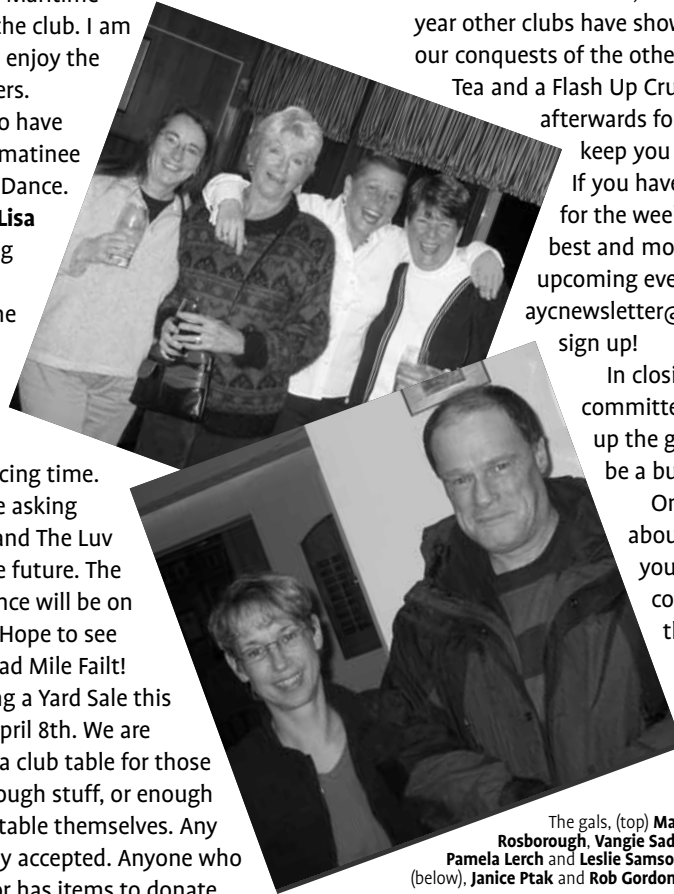 Maritime
the club. I am
enjoy the
ers.
o have
matinee
Dance.
Lisa
g
ne
cing time.
e asking
and The Luv
e future. The
nce will be on
Hope to see
ad Mile Failt!
ng a Yard Sale this
pril 8th. We are
a club table for those
ough stuff, or enough
table themselves. Any
y accepted. Anyone who
or has items to donate
year other clubs have show
our conquests of the othe
Tea and a Flash Up Cru
afterwards fo
keep you
If you have
for the wee
best and mo
upcoming eve
aycnewsletter@
sign up!
In closi
committe
up the g
be a bu
On
abou
you
co
th
The gals, (top) Ma
Rosborough, Vangie Sad
Pamela Lerch and Leslie Samso
(below), Janice Ptak and Rob Gordon